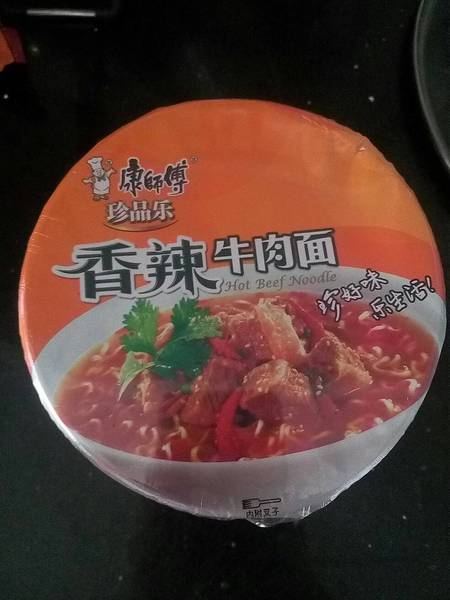 康師傅
珍品乐
香辣牛肉面
Hot Beef Noodle
珍好味
乐生活!
内附叉子